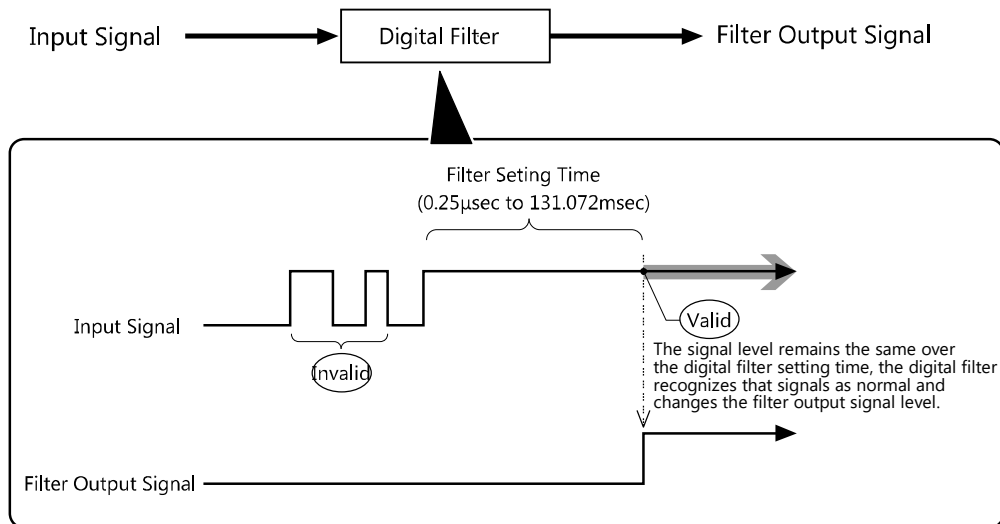 Input Signal
Digital Filter
Filter Output Signal
Filter Seting Time
(0.25μsec to 131.072msec)
Input Signal
Invalid
Valid
The signal level remains the same over
the digital filter setting time, the digital filter
recognizes that signals as normal and
changes the filter output signal level.
Filter Output Signal